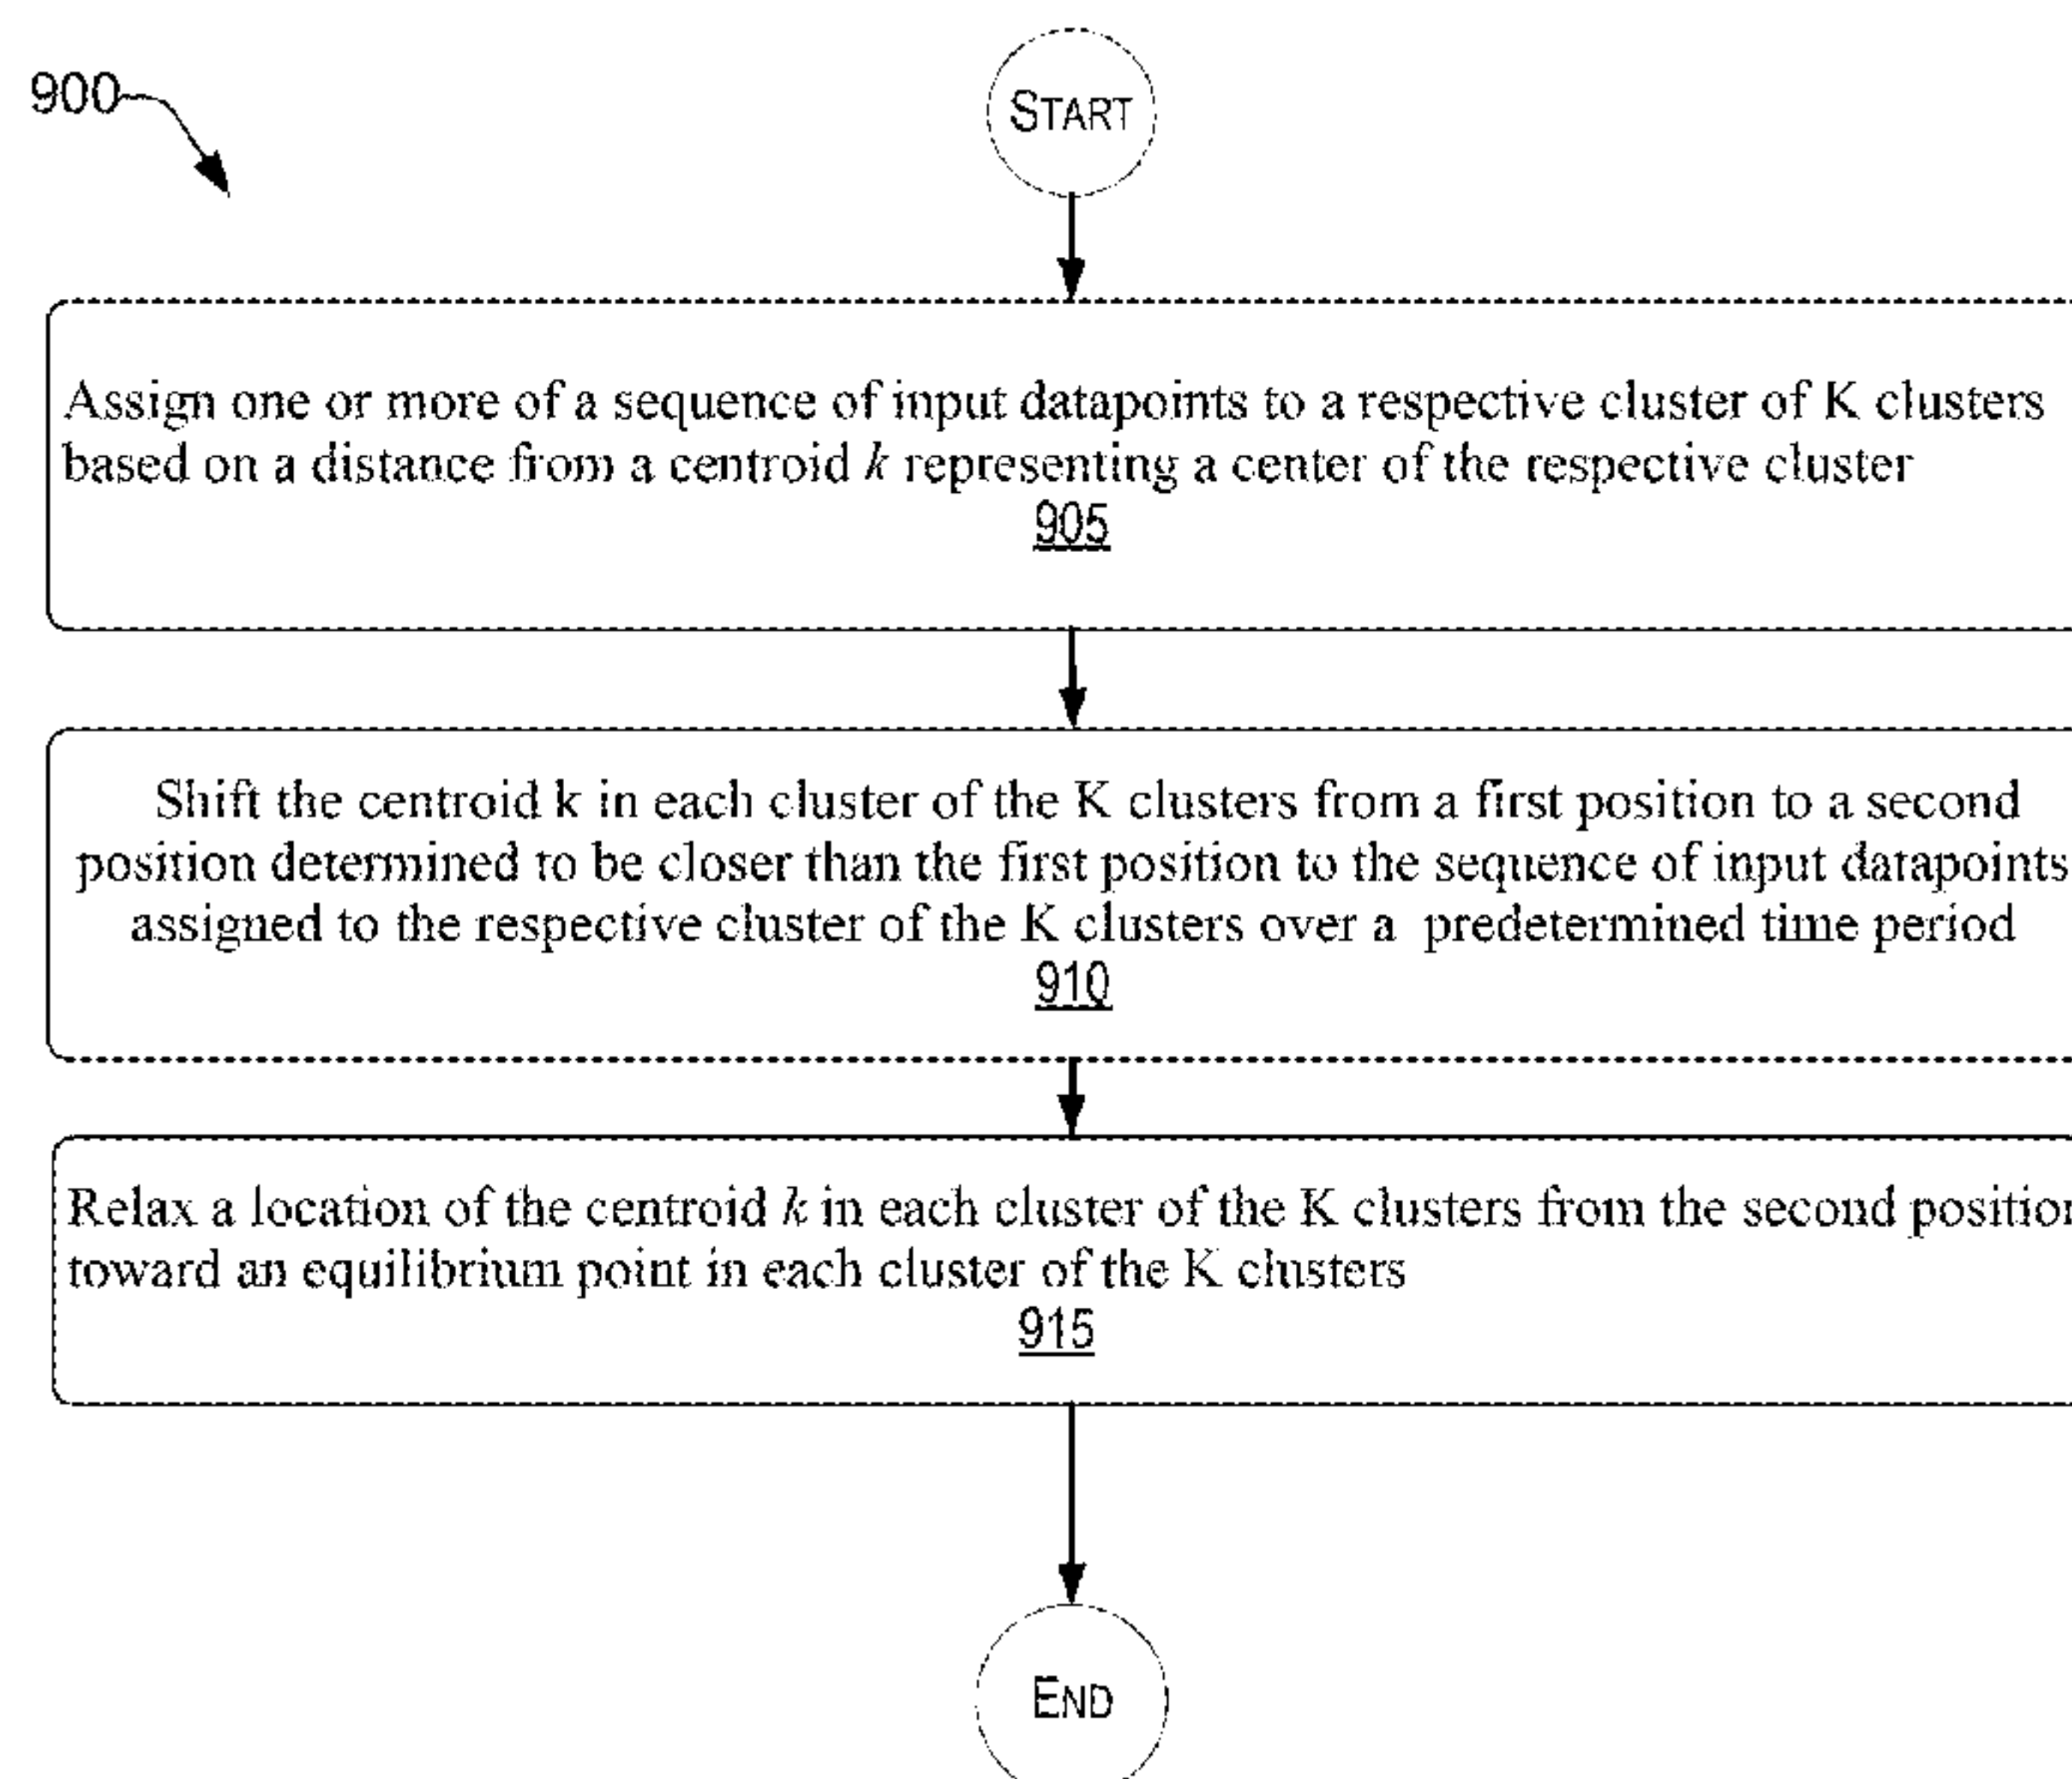 900
START
Assign one or more of a sequence of input datapoints to a respective cluster of K clusters
based on a distance from a centroid k representing a center of the respective cluster
905
Shift the centroid k in each cluster of the K clusters from a first position to a second
position determined to be closer than the first position to the sequence of input datapoints
assigned to the respective cluster of the K clusters over a predetermined time period
910
Relax a location of the centroid k in each cluster of the K clusters from the second position
toward an equilibrium point in each cluster of the K clusters
915
END